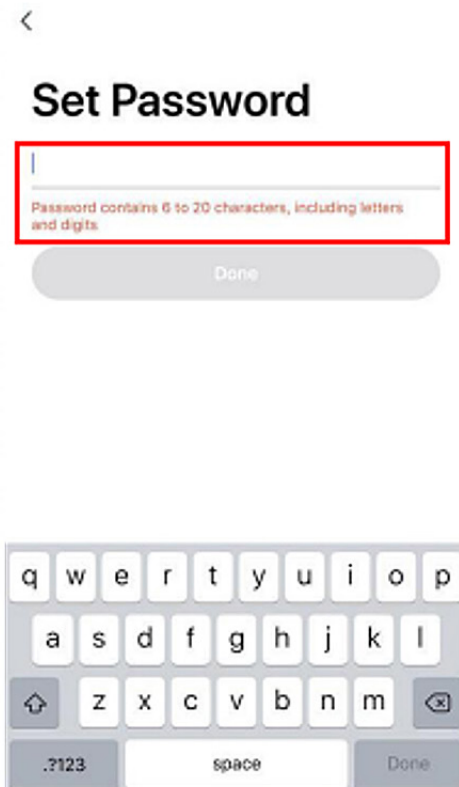 Set Password
Password contains 6 to 20 characters, including letters
and digits
Done
q w e r t y u i o p
a s d f g h j k l
z x c v b n m
.?123 space Done